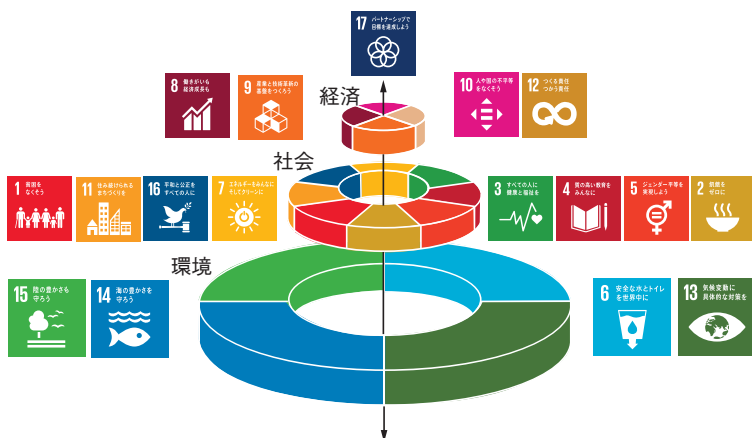 17 パートナーシップで
目標を達成しよう
8 働きがいも
経済成長も
9 産業と技術革新の
基盤をつくろう
経済
10 人や国の不平等
をなくそう
12 つくる責任
つかう責任
社会
1 貧困を
なくそう
11 住み続けられる
まちづくりを
16 平和と公正を
すべての人に
7 エネルギーをみんなに
そしてクリーンに
3 すべての人に
健康と福祉を
4 質の高い教育を
みんなに
5 ジェンダー平等を
実現しよう
2 飢餓を
ゼロに
環境
15 陸の豊かさも
守ろう
14 海の豊かさを
守ろう
6 安全な水とトイレ
を世界中に
13 気候変動に
具体的な対策を